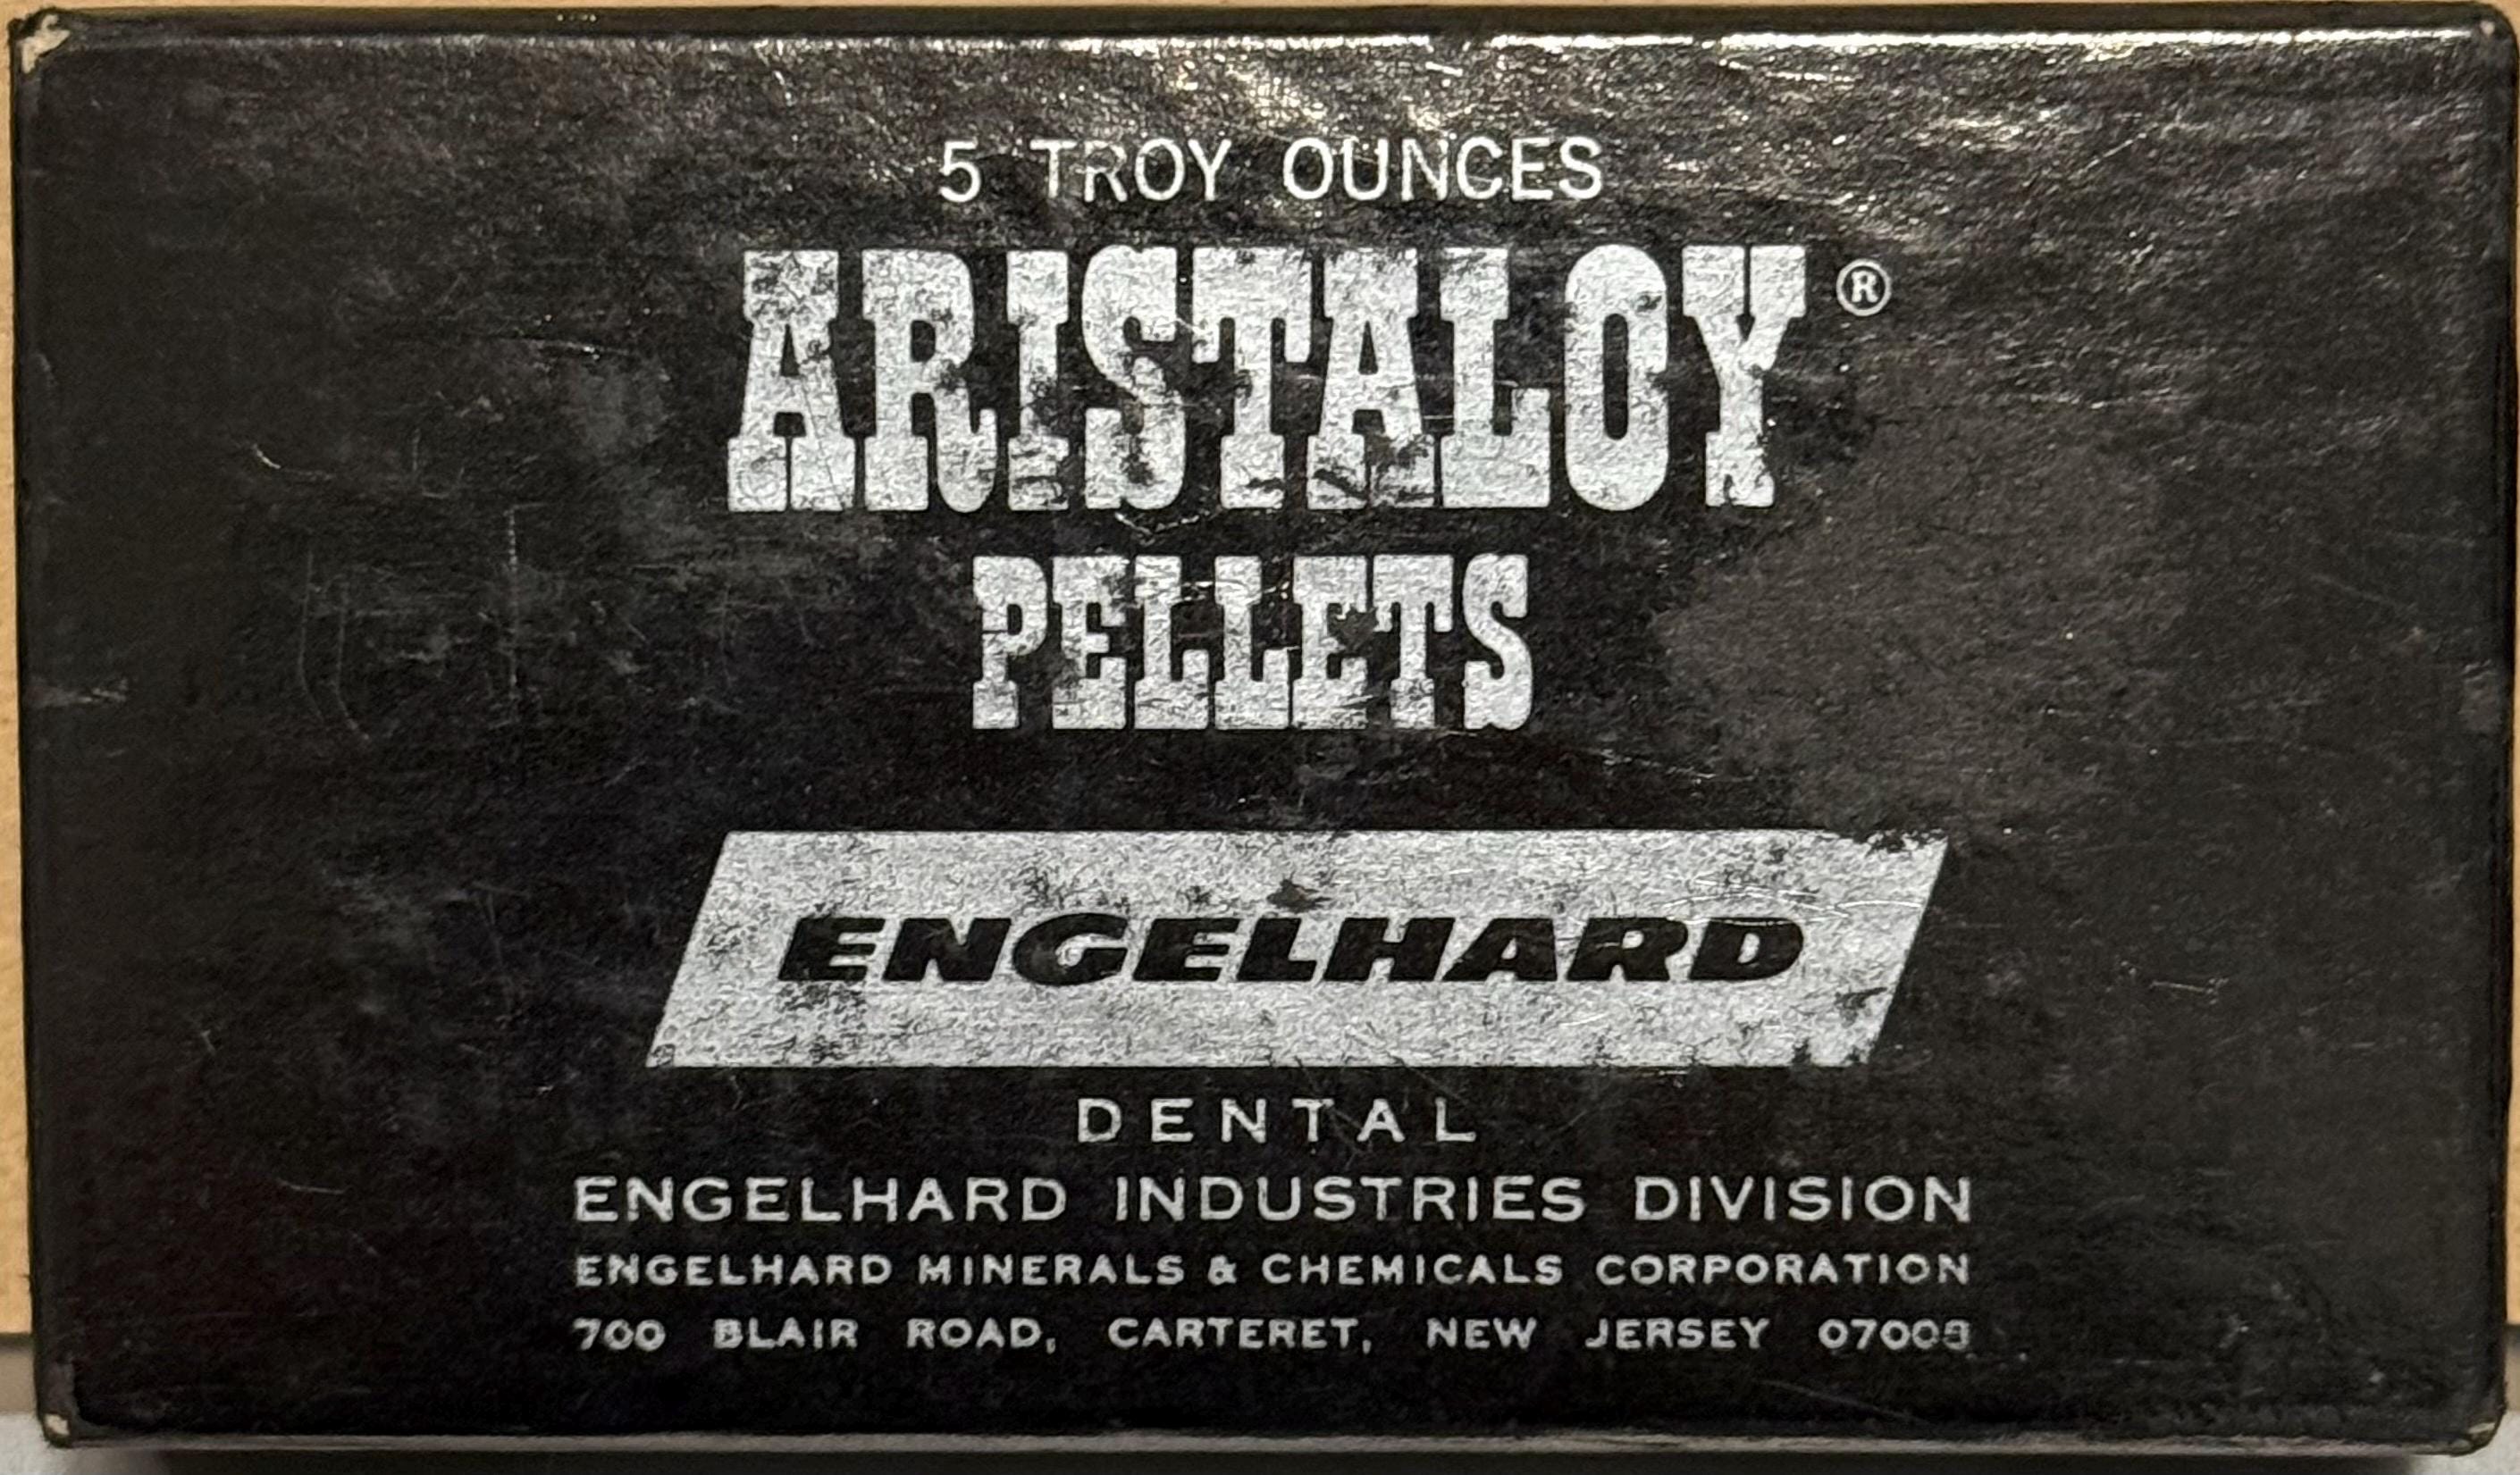 5 TROY OUNCES
ARISTALOY ®
PELLETS
ENGELHARD
DENTAL
ENGELHARD INDUSTRIES DIVISION
ENGELHARD MINERALS & CHEMICALS CORPORATION
700 BLAIR ROAD, CARTERET, NEW JERSEY 07008